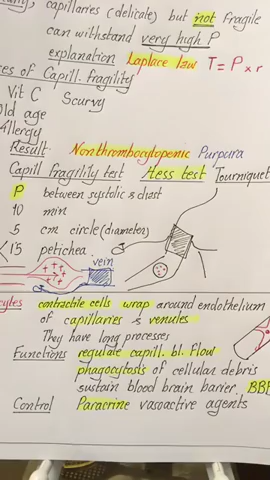 capillaries (delicate) but not fragile
can withstand very high P
explanation Laplace law T = P x r
es of Capill. fragility
Vit C Scurvy
Old age
Allergy
Result Nonthrombocytopenic Purpura
Capill fragility test Hess test Tourniquet
P between systolic & diast
10 min
5 cm circle (diameter)
< 15 petichea
vein
cytes contractile cells wrap around endothelium
of capillaries & venules
They have long processes
Functions regulate capill. bl. flow
phagocytosis of cellular debris
sustain blood brain barrier BBB
Control Paracrine vasoactive agents